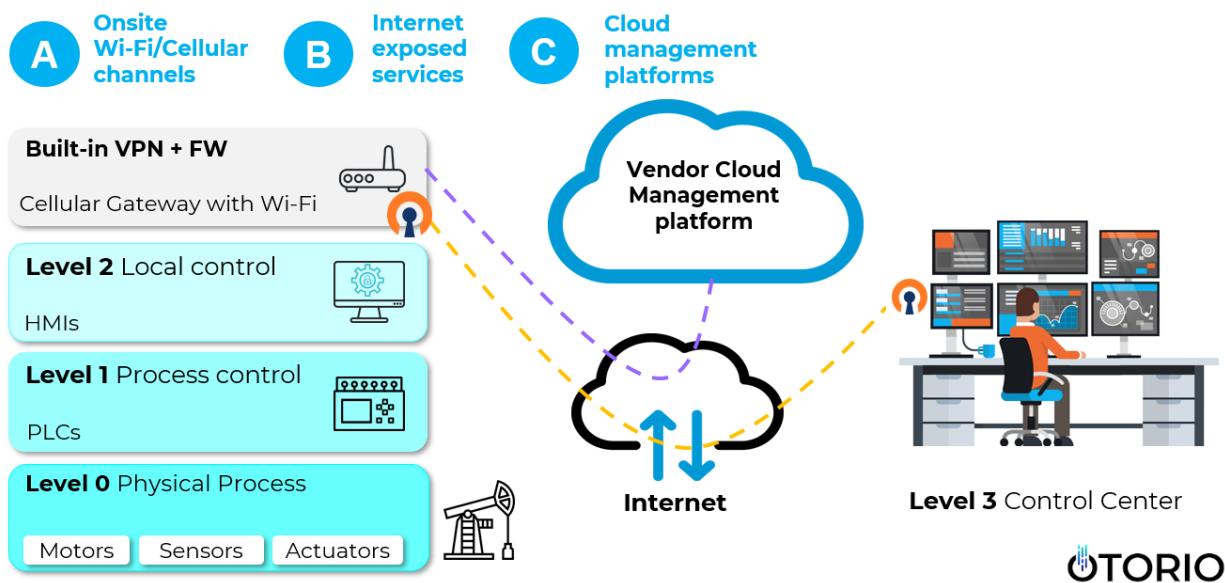 A
Onsite
Wi-Fi/Cellular
channels
B
Internet
exposed
services
C
Cloud
management
platforms
Built-in VPN + FW
Cellular Gateway with Wi-Fi
Level 2 Local control
HMIs
Level 1 Process control
PLCs
Level 0 Physical Process
Motors
Sensors
Actuators
Vendor Cloud
Management
platform
Internet
Level 3 Control Center
OTORIO